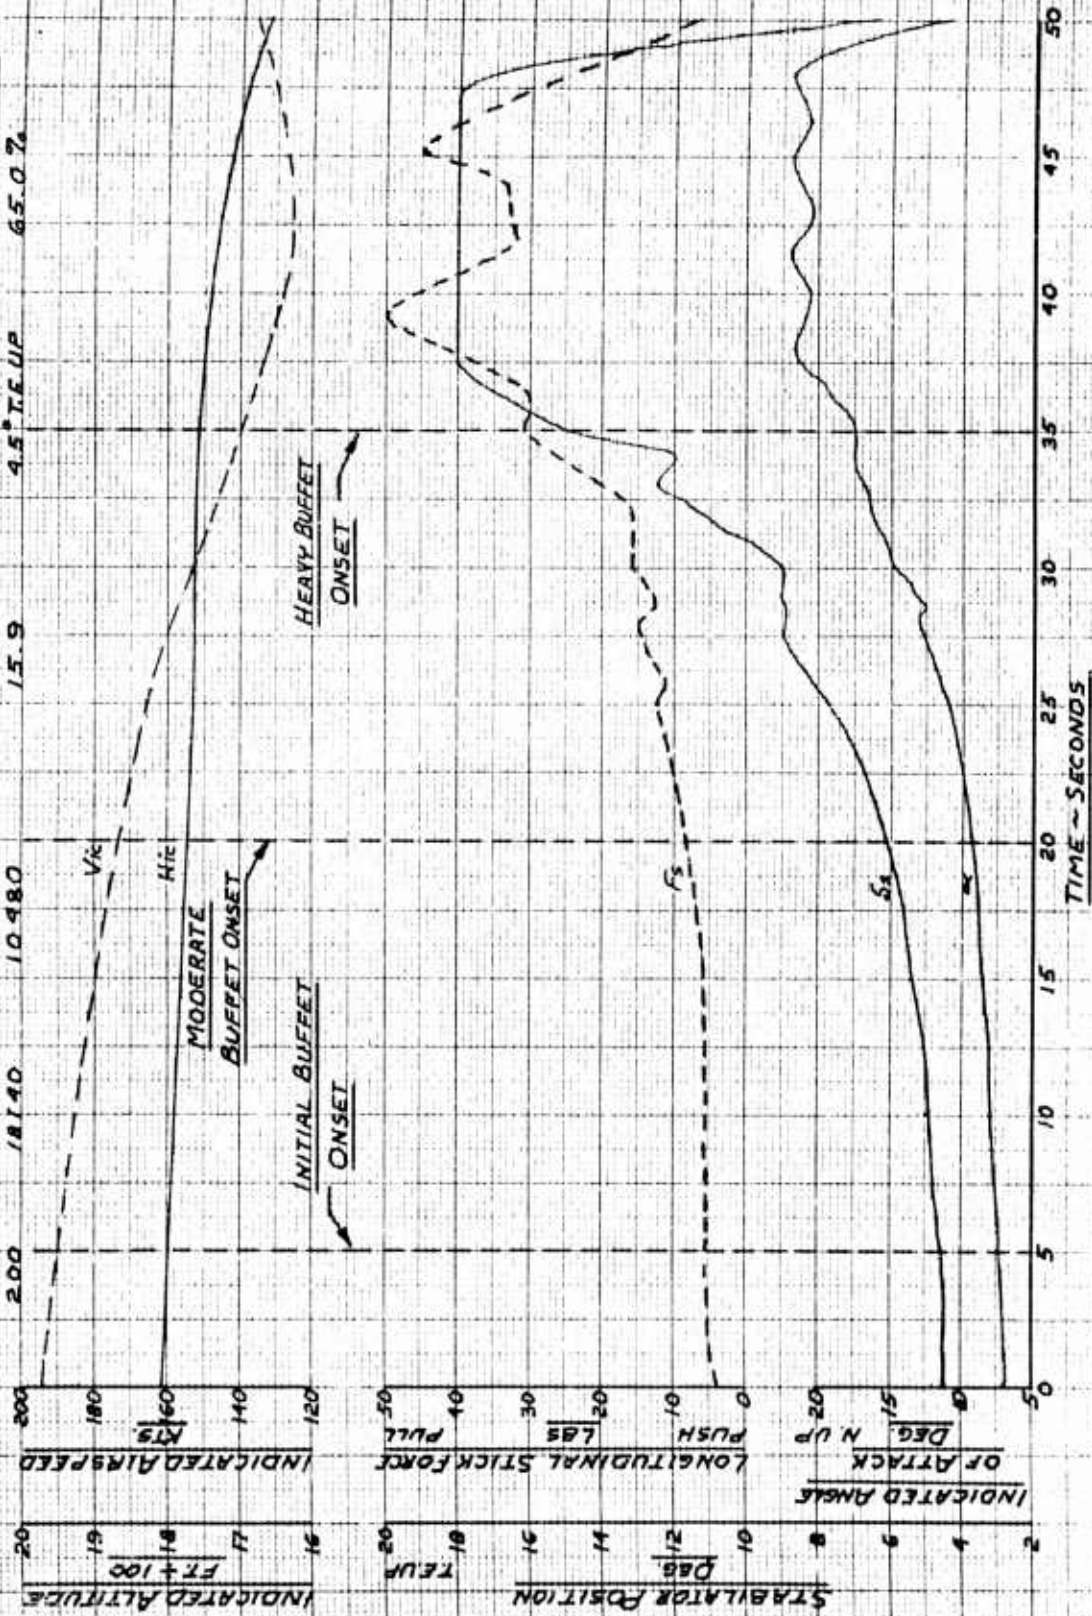 200 18140 10480 15.9 4.5° T.E. UP 65.0 %
INDICATED ALTITUDE
FT ÷ 100
20
19
18
17
16
INDICATED AIRSPEED
KTS.
200
180
160
140
120
Vic
Hic
MODERATE
BUFFET ONSET
INITIAL BUFFET
ONSET
HEAVY BUFFET
ONSET
STABILATOR POSITION
DEG
T.E.UP
20
18
16
14
12
10
8
6
4
2
LONGITUDINAL STICK FORCE
LBS
PUSH PULL
50
40
30
20
10
0
INDICATED ANGLE
OF ATTACK
DEG. N UP
20
15
10
5
Fs
α
0 5 10 15 20 25 30 35 40 45 50
TIME ~ SECONDS